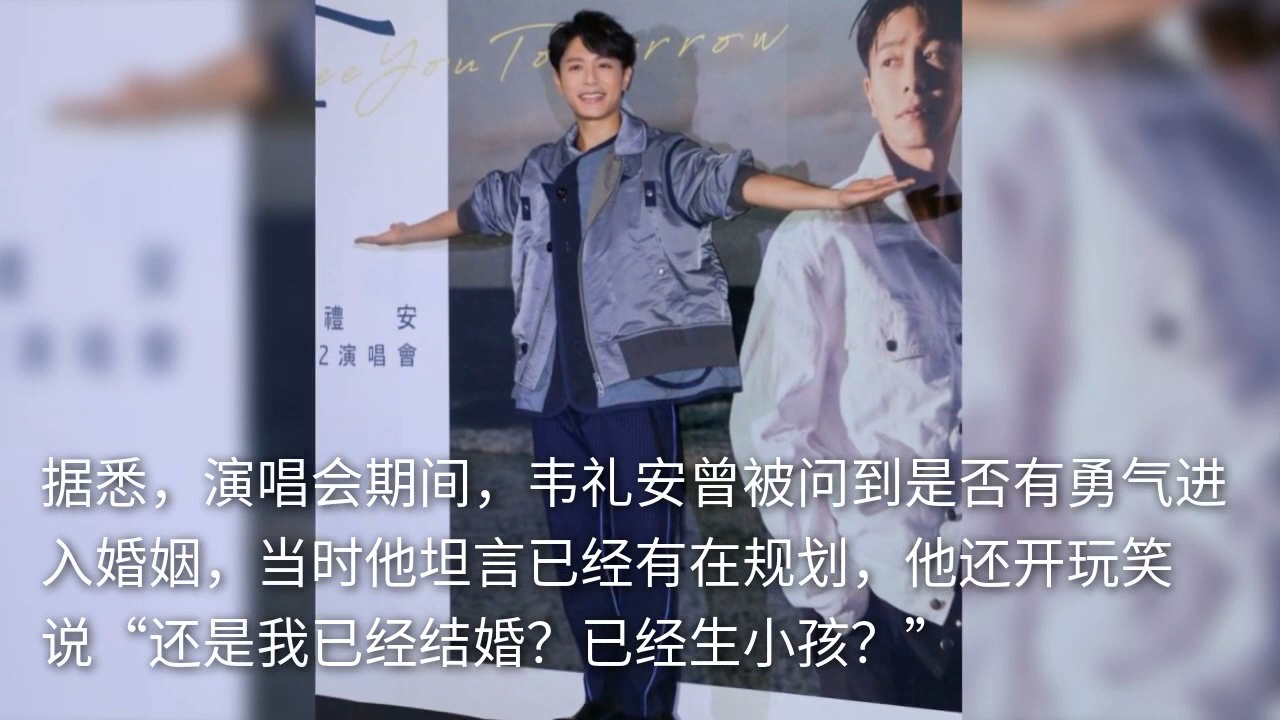 See You Tomorrow
禮安
2演唱會
据悉，演唱会期间，韦礼安曾被问到是否有勇气进
入婚姻，当时他坦言已经有在规划，他还开玩笑
说“还是我已经结婚？已经生小孩？”